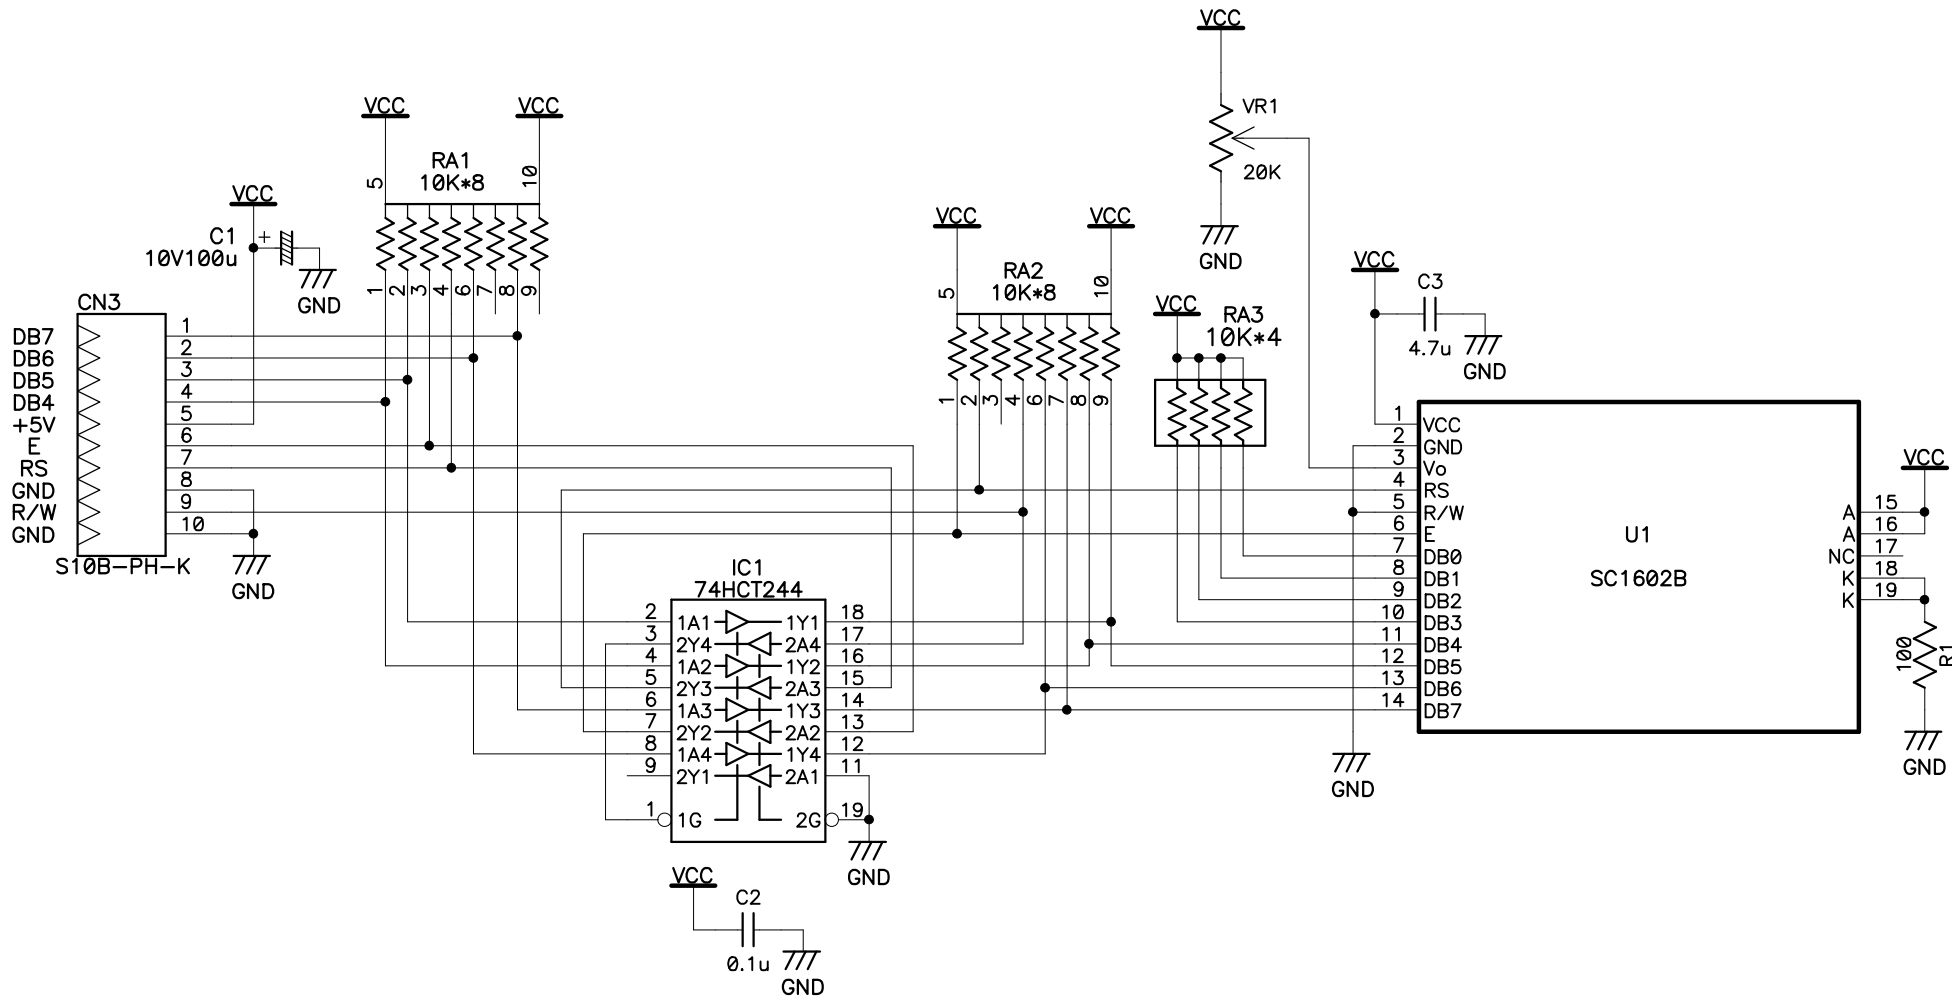 VCC
VR1
20K
GND
VCC
VCC
RA1
10K*8
5
10
1
2
3
4
6
7
8
9
VCC
C1
+
10V100u
GND
CN3
DB7
DB6
DB5
DB4
+5V
E
RS
GND
R/W
GND
1
2
3
4
5
6
7
8
9
10
S10B-PH-K
GND
VCC
VCC
RA2
10K*8
5
10
1
2
3
4
6
7
8
9
VCC
RA3
10K*4
VCC
C3
4.7u
GND
IC1
74HCT244
2 1A1 1Y1 18
3 2Y4 2A4 17
4 1A2 1Y2 16
5 2Y3 2A3 15
6 1A3 1Y3 14
7 2Y2 2A2 13
8 1A4 1Y4 12
9 2Y1 2A1 11
1 1G 2G 19
GND
VCC
C2
0.1u
GND
1 VCC
2 GND
3 Vo
4 RS
5 R/W
6 E
7 DB0
8 DB1
9 DB2
10 DB3
11 DB4
12 DB5
13 DB6
14 DB7
GND
U1
SC1602B
VCC
A 15
A 16
NC 17
K 18
K 19
100
R1
GND